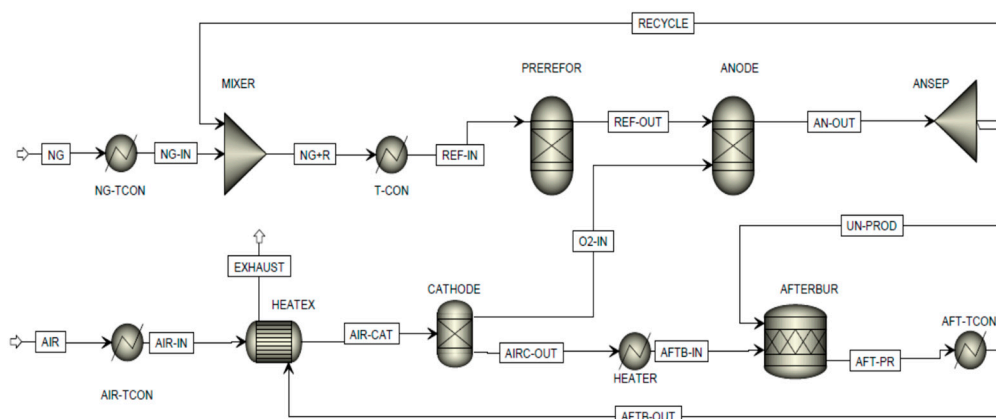 RECYCLE
MIXER
PREREFOR
ANODE
ANSEP
NG
NG-IN
NG+R
REF-IN
REF-OUT
AN-OUT
NG-TCON
T-CON
EXHAUST
O2-IN
UN-PROD
HEATEX
CATHODE
AFTERBUR
AIR
AIR-IN
AIR-CAT
AIRC-OUT
AFTB-IN
AFT-PR
AFT-TCON
HEATER
AIR-TCON
AFTB-OUT